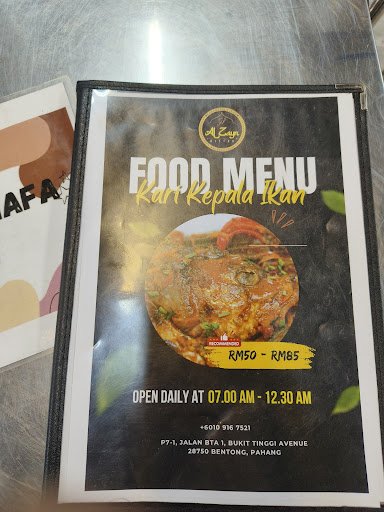 Al Zayn
FOOD MENU
Kari Kepala Ikan
RECOMMENDED
RM50 - RM85
OPEN DAILY AT 07.00 AM - 12.30 AM
+6010 916 7521
P7-1, JALAN BTA 1, BUKIT TINGGI AVENUE
28750 BENTONG, PAHANG
AFA